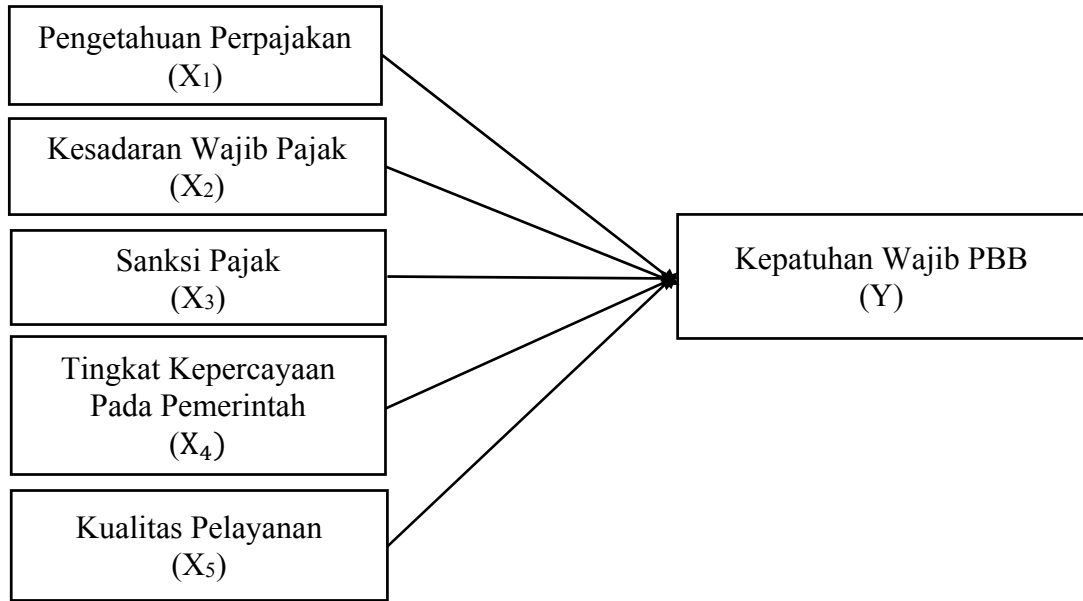 Pengetahuan Perpajakan
(X₁)
Kesadaran Wajib Pajak
(X₂)
Sanksi Pajak
(X₃)
Tingkat Kepercayaan
Pada Pemerintah
(X₄)
Kualitas Pelayanan
(X₅)
Kepatuhan Wajib PBB
(Y)